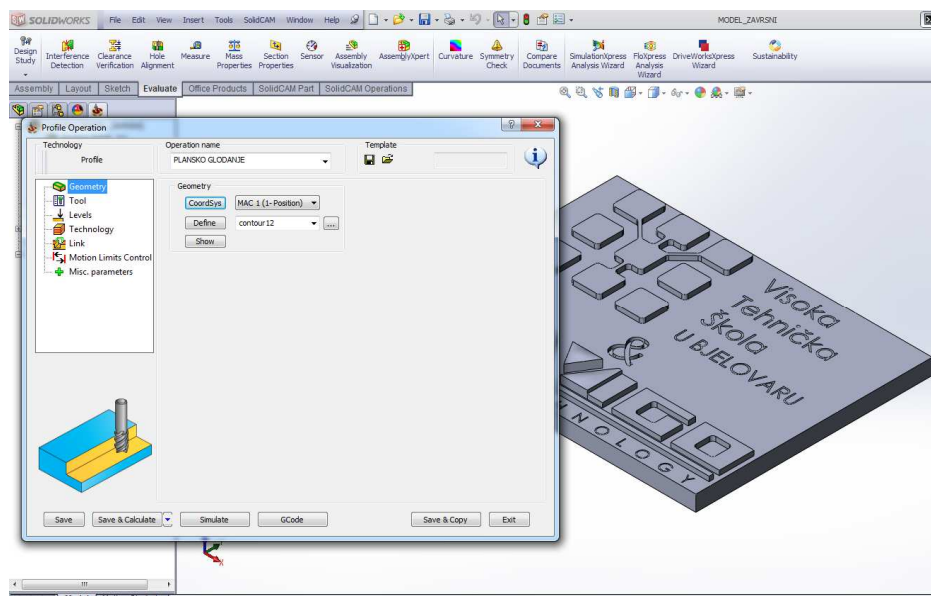 SOLIDWORKS File Edit View Insert Tools SolidCAM Window Help MODEL_ZAVRSNI
Design Study
Interference Detection
Clearance Verification
Hole Alignment
Measure
Mass Properties
Section Properties
Sensor
Assembly Visualization
AssemblyXpert
Curvature
Symmetry Check
Compare Documents
SimulationXpress Analysis Wizard
FloXpress Analysis Wizard
DriveWorksXpress Wizard
Sustainability
Assembly Layout Sketch Evaluate Office Products SolidCAM Part SolidCAM Operations
Profile Operation
Technology Operation name Template
Profile PLANSKO GLODANJE
Geometry
Tool
Levels
Technology
Link
Motion Limits Control
Misc. parameters
Geometry
CoordSys MAC 1 (1- Position)
Define contour12 ...
Show
Save Save & Calculate Simulate GCode Save & Copy Exit
Visoka
Tehnička
Škola
U BJELOVARU
&
NOLOGY